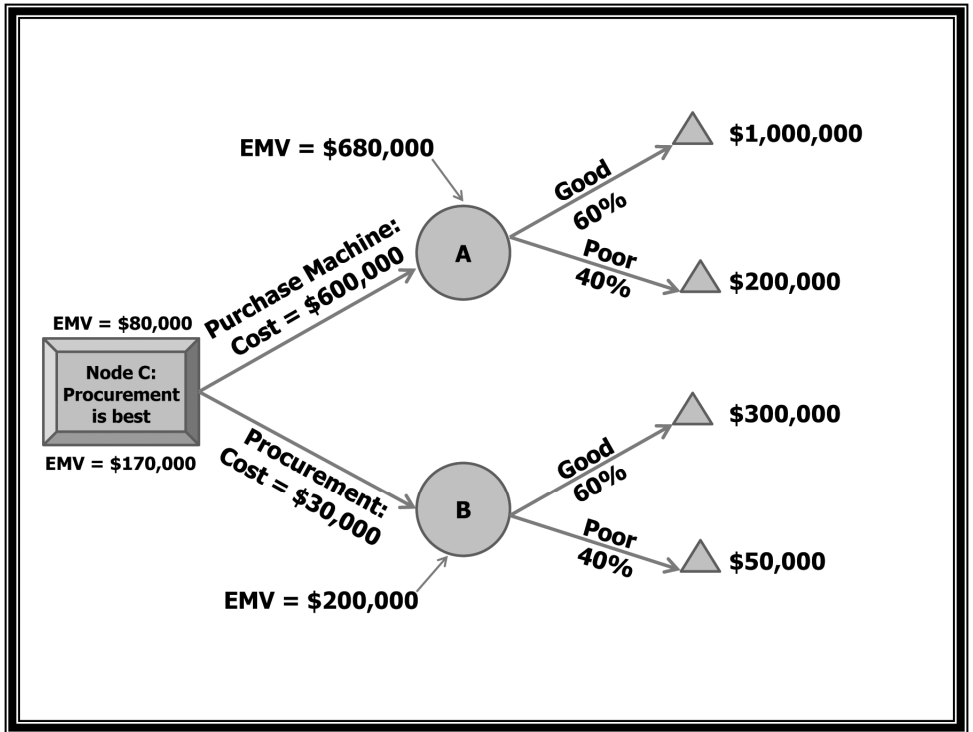 EMV = $680,000
$1,000,000
Good
60%
Purchase Machine:
Cost = $600,000
A
Poor
40%
$200,000
EMV = $80,000
Node C:
Procurement
is best
EMV = $170,000
$300,000
Good
60%
Procurement:
Cost = $30,000
B
Poor
40%
$50,000
EMV = $200,000